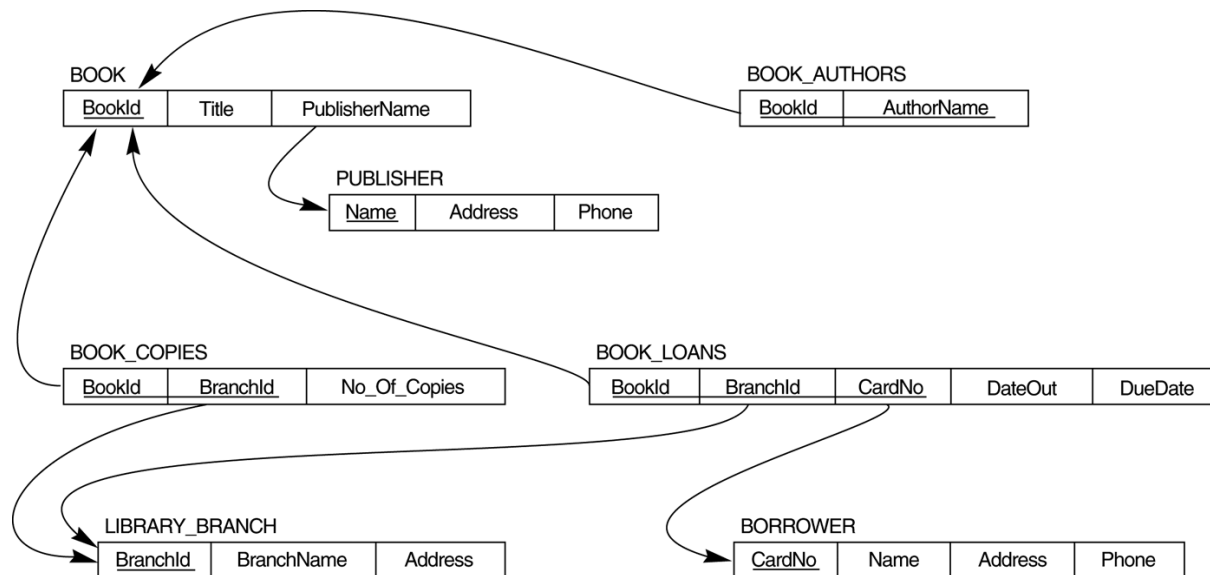 BOOK
BookId Title PublisherName
BOOK_AUTHORS
BookId AuthorName
PUBLISHER
Name Address Phone
BOOK_COPIES
BookId BranchId No_Of_Copies
BOOK_LOANS
BookId BranchId CardNo DateOut DueDate
LIBRARY_BRANCH
BranchId BranchName Address
BORROWER
CardNo Name Address Phone